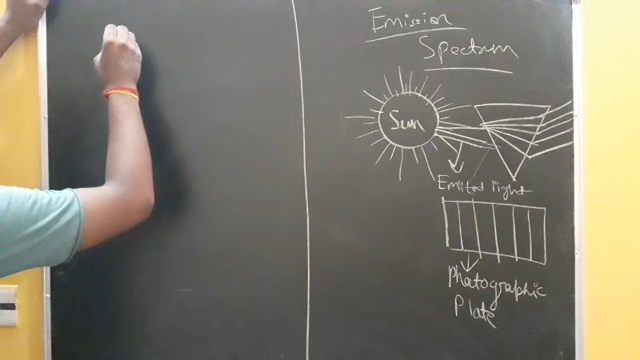 Emission
Spectrum
Sun
Emitted light
Photographic
Plate